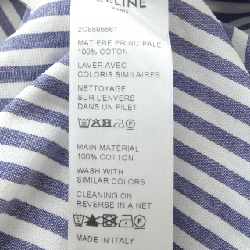 CELINE
PARIS
MATIERE PRINCIPALE
100% COTON
LAVER AVEC
COLORIS SIMILAIRES
NETTOYAGE
SUR L'ENVERS
DANS UN FILET
MAIN MATERIAL
100% COTTON
WASH WITH
SIMILAR COLORS
CLEANING ON
REVERSE IN A NET
MADE IN ITALY